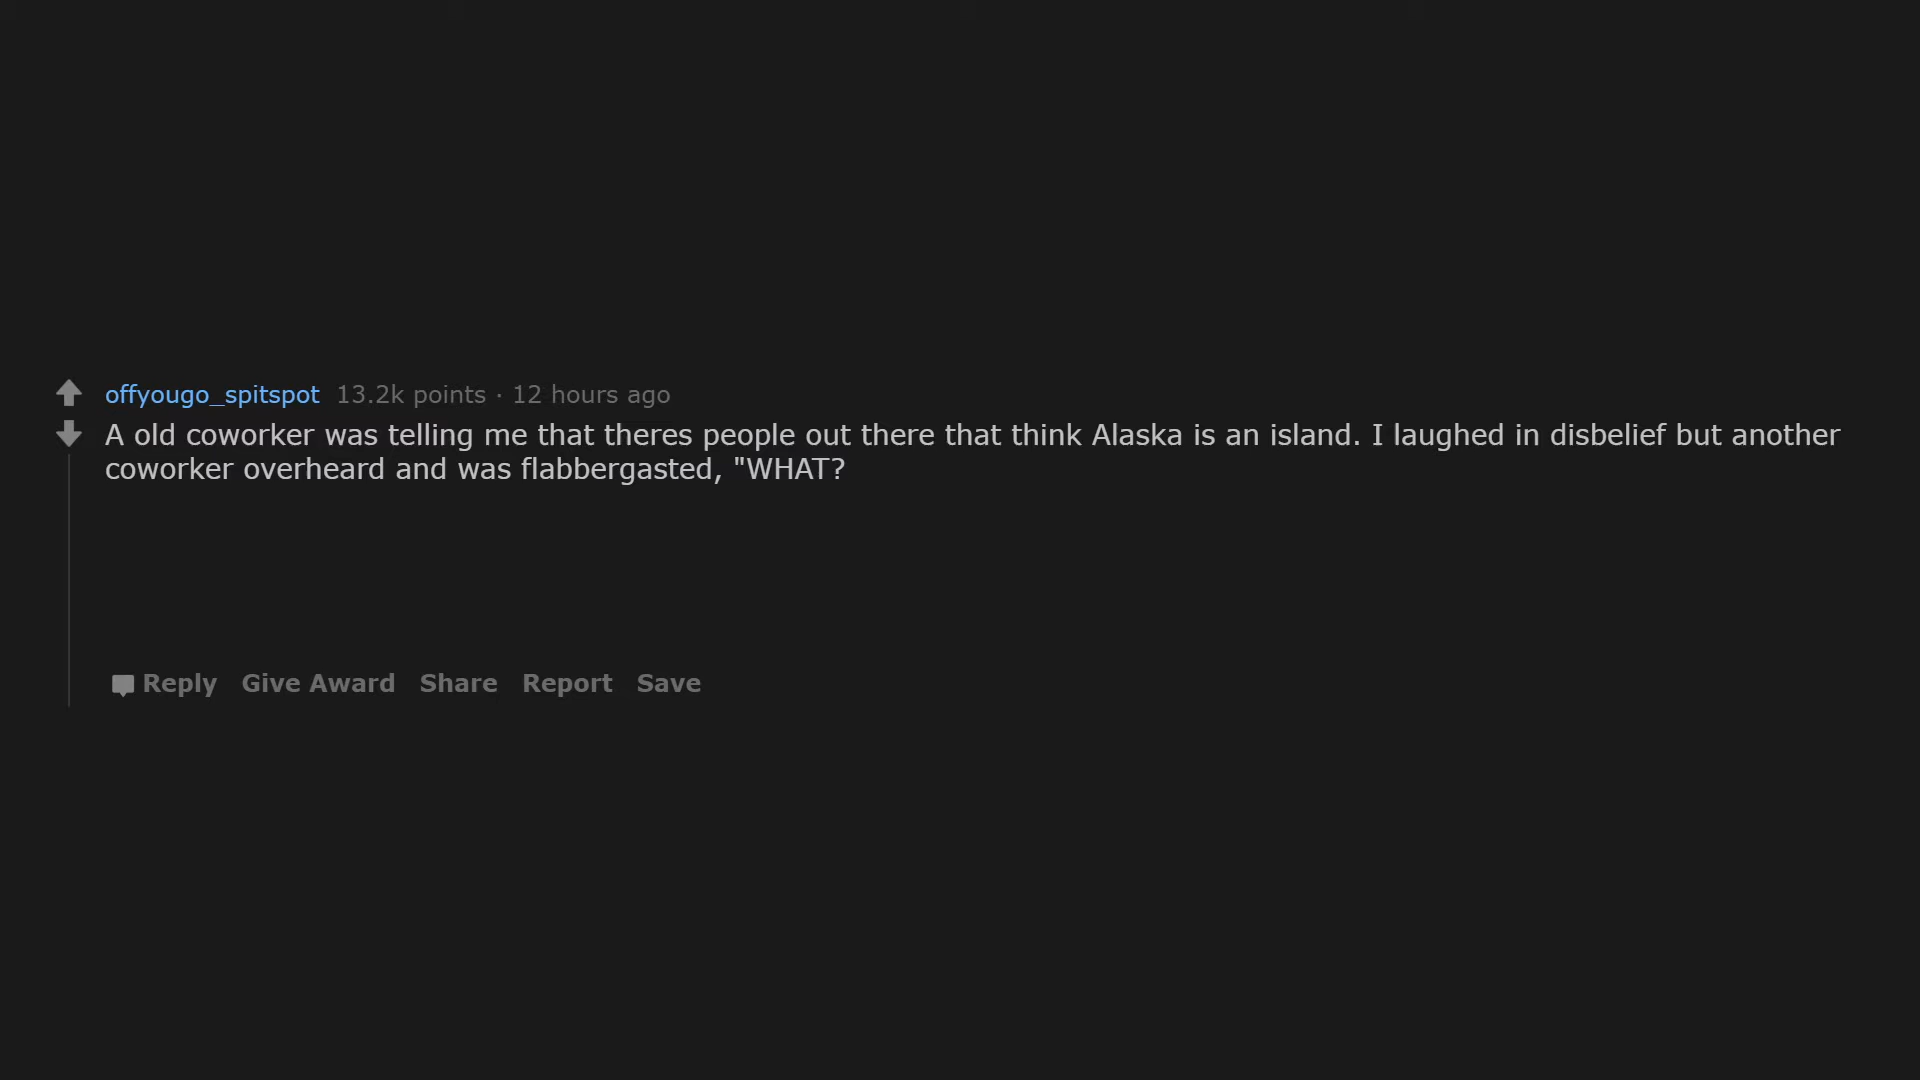 offyougo_spitspot 13.2k points · 12 hours ago
A old coworker was telling me that theres people out there that think Alaska is an island. I laughed in disbelief but another
coworker overheard and was flabbergasted, "WHAT?
Reply Give Award Share Report Save